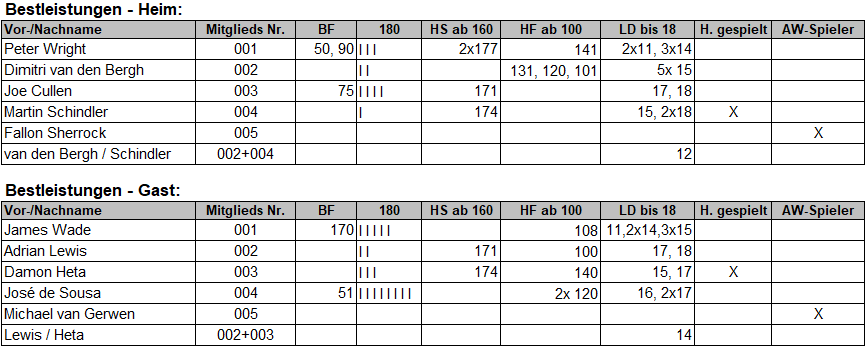 Bestleistungen - Heim:
Vor-/Nachname Mitglieds Nr. BF 180 HS ab 160 HF ab 100 LD bis 18 H. gespielt AW-Spieler
Peter Wright 001 50, 90 I I I 2x177 141 2x11, 3x14
Dimitri van den Bergh 002 I I 131, 120, 101 5x 15
Joe Cullen 003 75 I I I I 171 17, 18
Martin Schindler 004 I 174 15, 2x18 X
Fallon Sherrock 005 X
van den Bergh / Schindler 002+004 12
Bestleistungen - Gast:
Vor-/Nachname Mitglieds Nr. BF 180 HS ab 160 HF ab 100 LD bis 18 H. gespielt AW-Spieler
James Wade 001 170 I I I I I 108 11,2x14,3x15
Adrian Lewis 002 I I 171 100 17, 18
Damon Heta 003 I I I 174 140 15, 17 X
José de Sousa 004 51 I I I I I I I I 2x 120 16, 2x17
Michael van Gerwen 005 X
Lewis / Heta 002+003 14